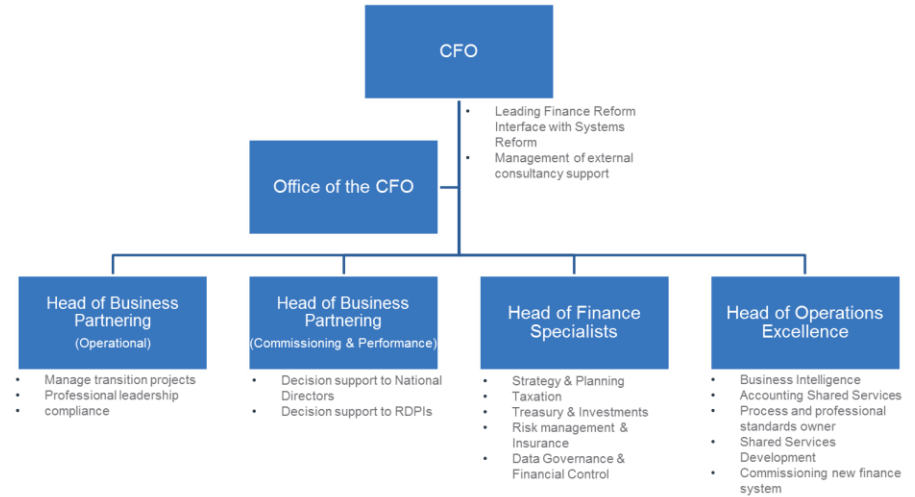 CFO
• Leading Finance Reform
Interface with Systems
Reform
• Management of external
consultancy support
Office of the CFO
Head of Business
Partnering
(Operational)
• Manage transition projects
• Professional leadership
• compliance
Head of Business
Partnering
(Commissioning & Performance)
• Decision support to National
Directors
• Decision support to RDPIs
Head of Finance
Specialists
• Strategy & Planning
• Taxation
• Treasury & Investments
• Risk management &
Insurance
• Data Governance &
Financial Control
Head of Operations
Excellence
• Business Intelligence
• Accounting Shared Services
• Process and professional
standards owner
• Shared Services
Development
• Commissioning new finance
system